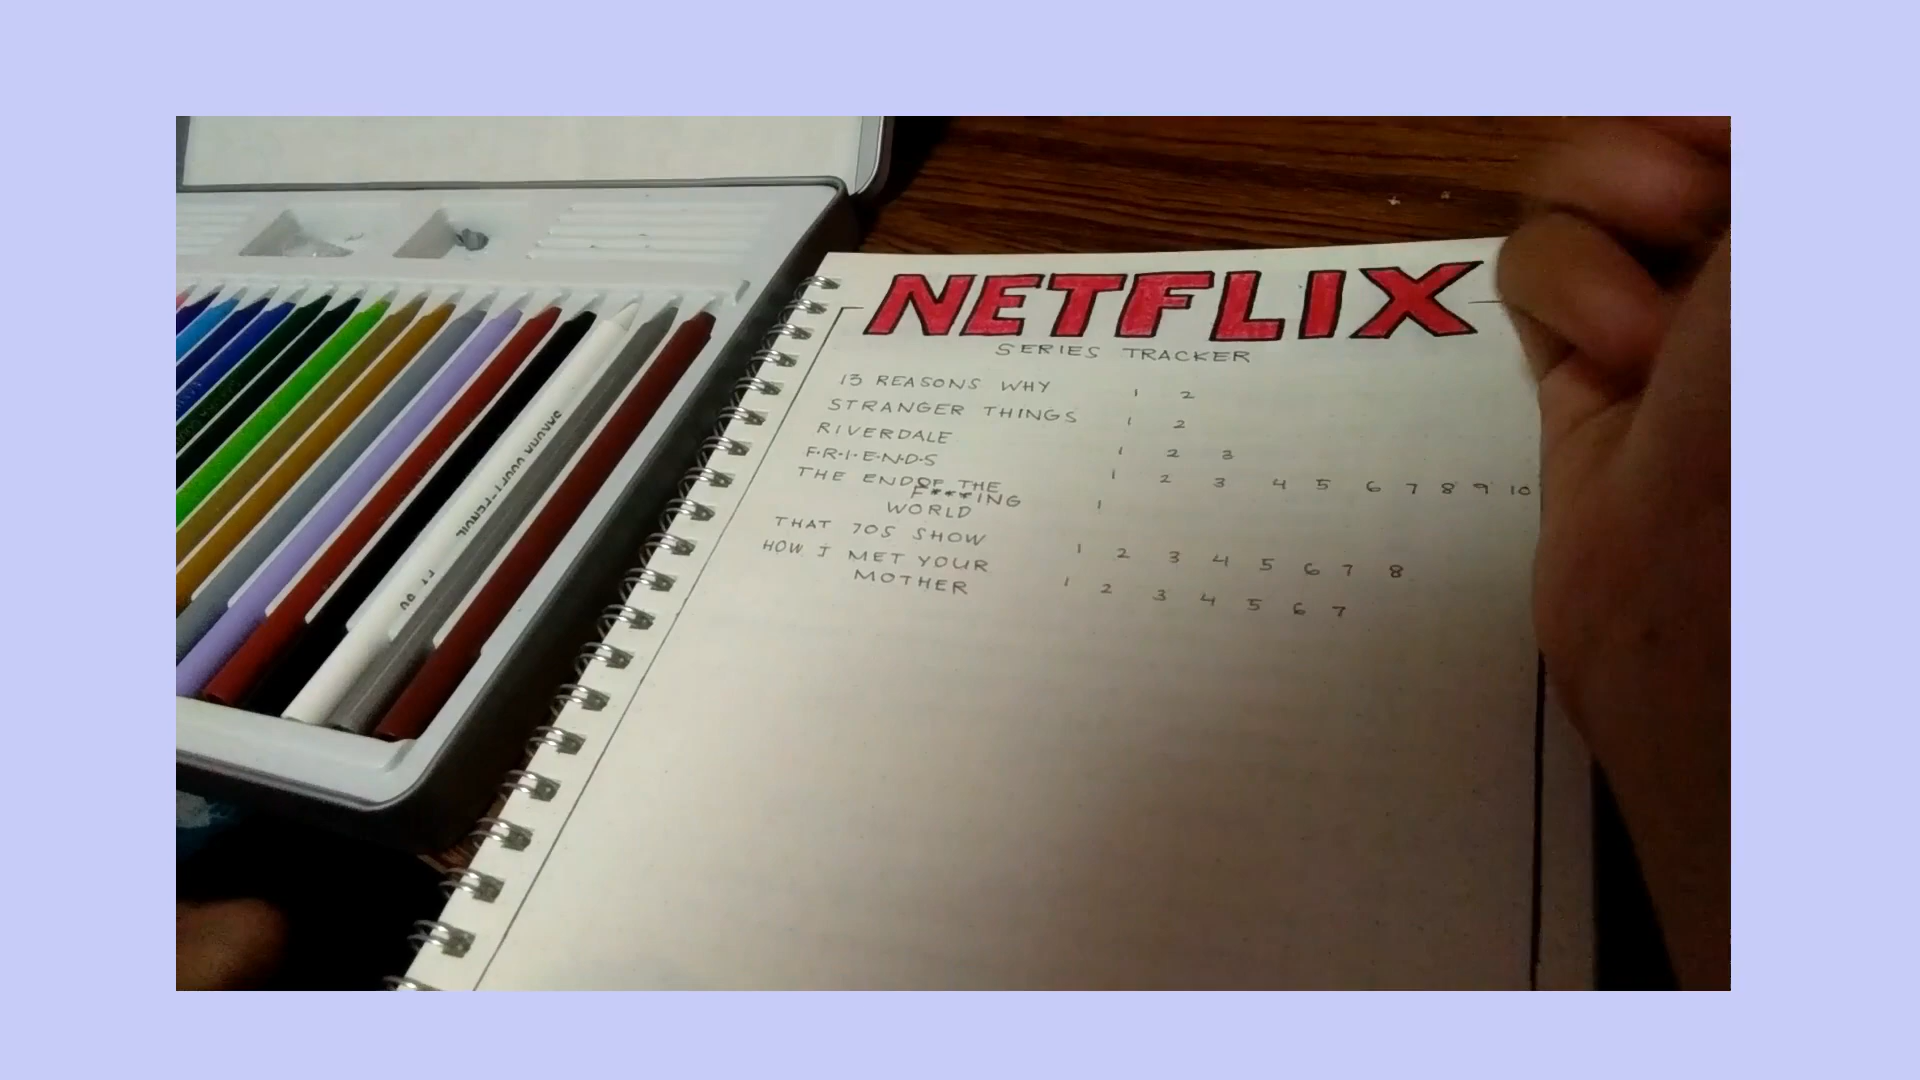 NETFLIX
SERIES TRACKER
13 REASONS WHY 1 2
STRANGER THINGS 1 2
RIVERDALE 1 2 3
F·R·I·E·N·D·S 1 2 3 4 5 6 7 8 9 10
THE END OF THE
F***ING 1
WORLD
THAT 70S SHOW 1 2 3 4 5 6 7 8
HOW I MET YOUR 1 2 3 4 5 6 7
MOTHER